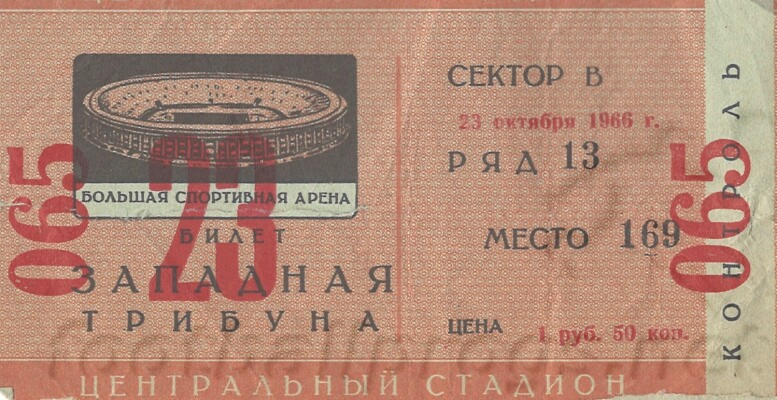 БОЛЬШАЯ СПОРТИВНАЯ АРЕНА
23
БИЛЕТ
ЗАПАДНАЯ
ТРИБУНА
065
СЕКТОР В
23 октября 1966 г.
РЯД 13
МЕСТО 169
ЦЕНА 1 руб. 50 коп.
065
КОНТРОЛЬ
ЦЕНТРАЛЬНЫЙ СТАДИОН